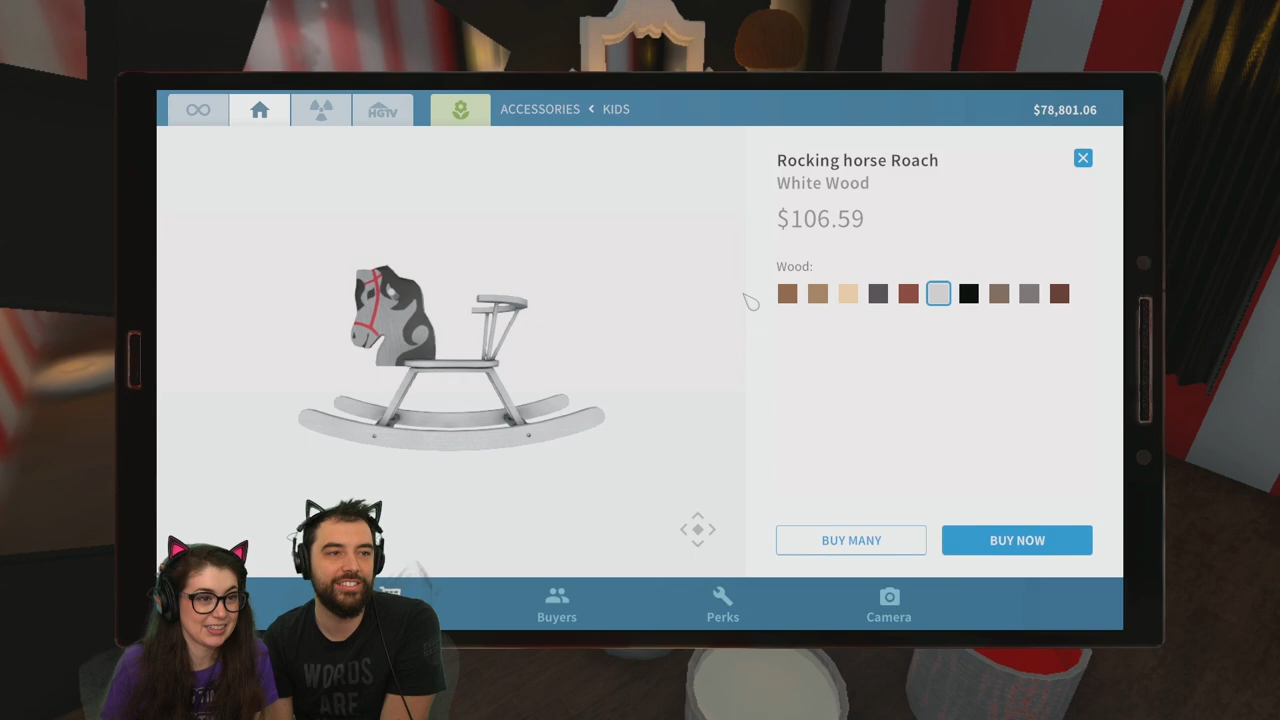 HGTV
ACCESSORIES < KIDS
$78,801.06
Rocking horse Roach
White Wood
$106.59
Wood:
BUY MANY
BUY NOW
Buyers
Perks
Camera
WORDS
ARE